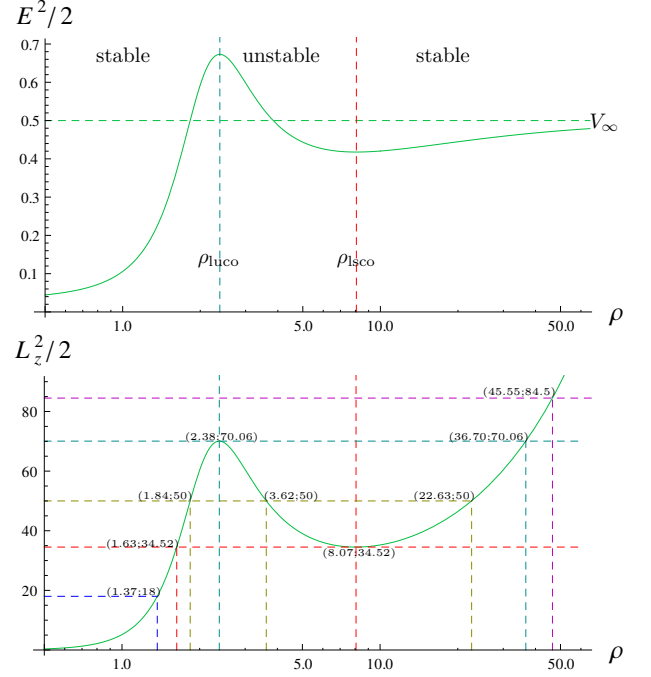 E²/2
0.7
stable unstable stable
0.6
0.5 V∞
0.4
0.3
0.2
ρluco ρlsco
0.1
1.0 5.0 10.0 50.0 ρ
L_z²/2
(45.55;84.5)
80
(2.38;70.06) (36.70;70.06)
60
(1.84;50) (3.62;50) (22.63;50)
40
(1.63;34.52) (8.07;34.52)
20
(1.37;18)
1.0 5.0 10.0 50.0 ρ